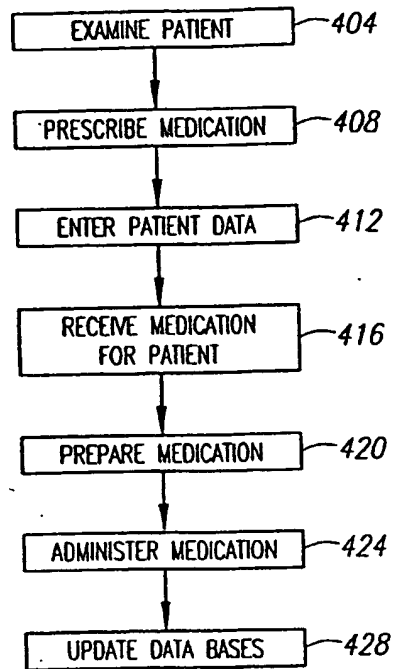 EXAMINE PATIENT 404
PRESCRIBE MEDICATION 408
ENTER PATIENT DATA 412
RECEIVE MEDICATION
FOR PATIENT 416
PREPARE MEDICATION 420
ADMINISTER MEDICATION 424
UPDATE DATA BASES 428